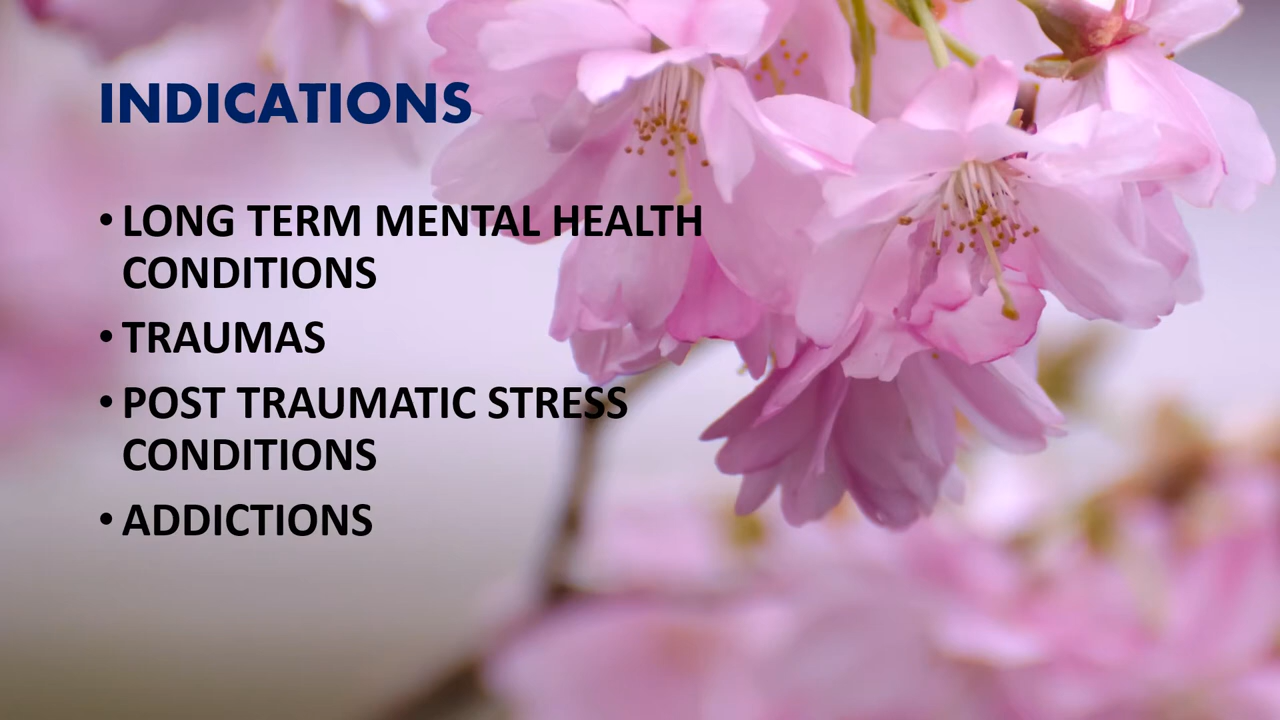 INDICATIONS
• LONG TERM MENTAL HEALTH
CONDITIONS
• TRAUMAS
• POST TRAUMATIC STRESS
CONDITIONS
• ADDICTIONS